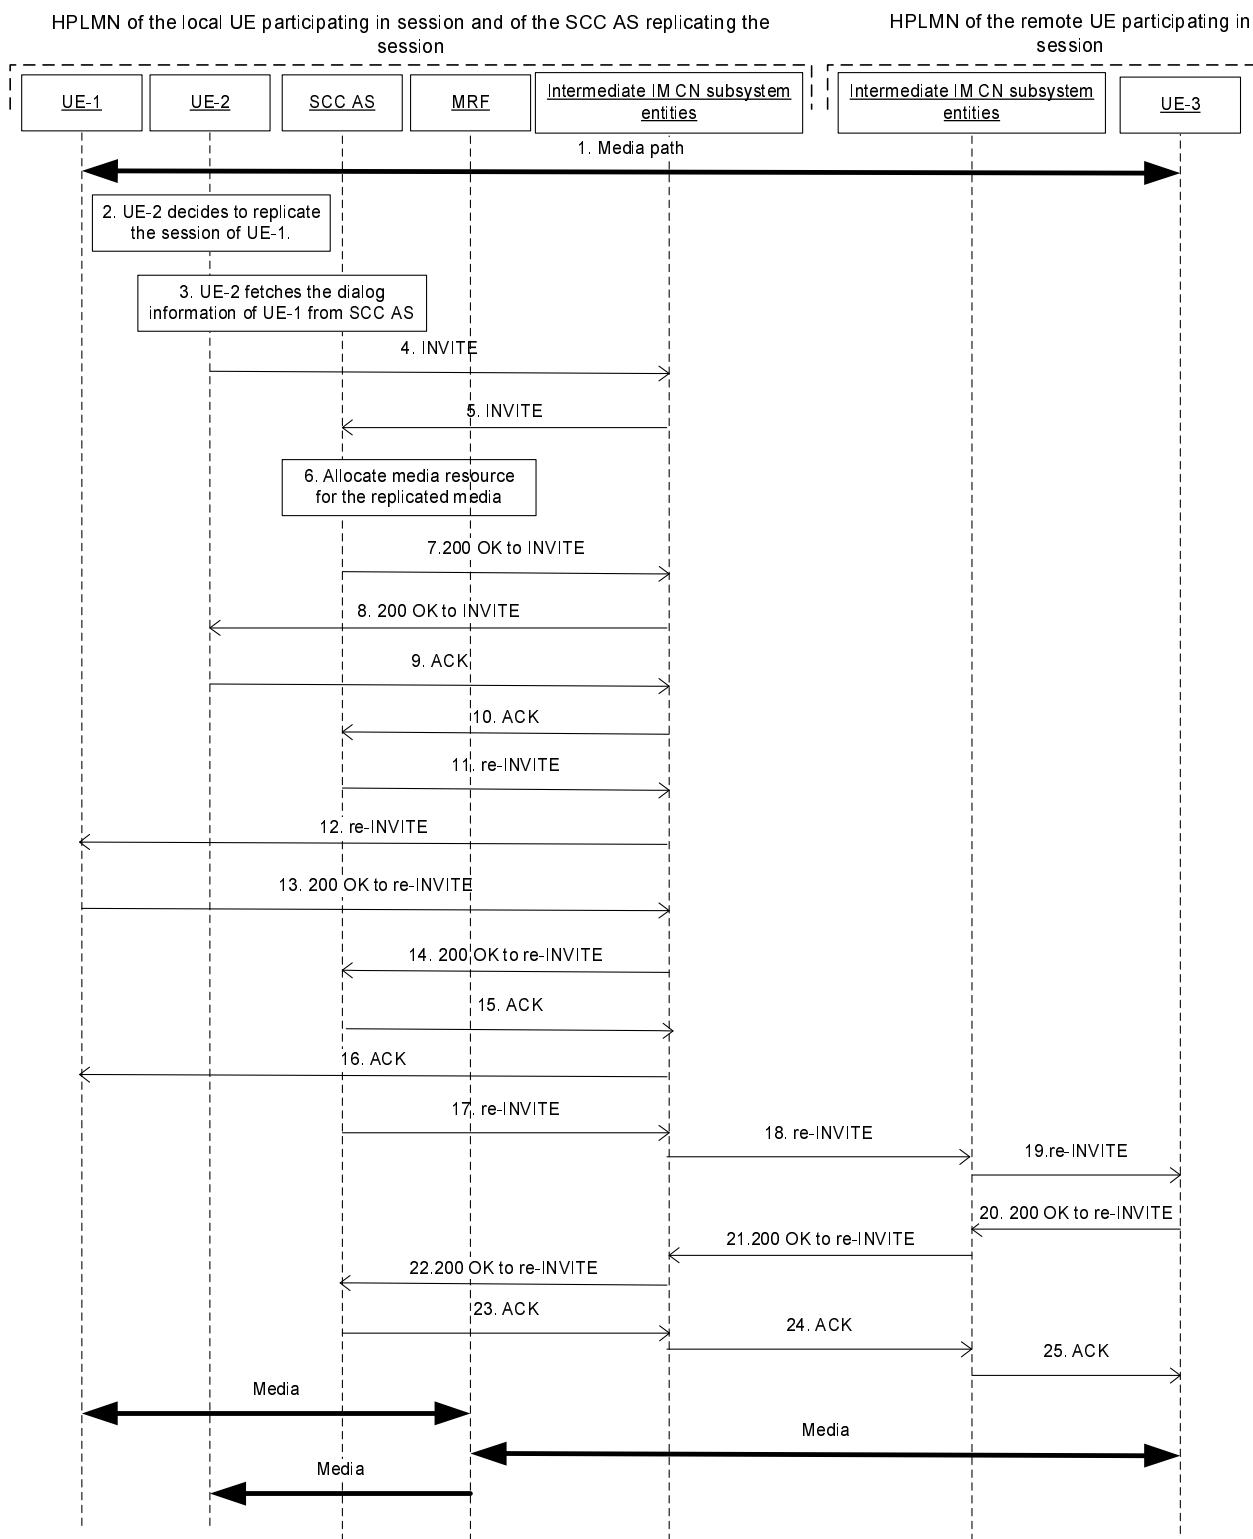 HPLMN of the local UE participating in session and of the SCC AS replicating the
session
HPLMN of the remote UE participating in
session
UE-1
UE-2
SCC AS
MRF
Intermediate IM CN subsystem
entities
Intermediate IM CN subsystem
entities
UE-3
1. Media path
2. UE-2 decides to replicate
the session of UE-1.
3. UE-2 fetches the dialog
information of UE-1 from SCC AS
4. INVITE
5. INVITE
6. Allocate media resource
for the replicated media
7.200 OK to INVITE
8. 200 OK to INVITE
9. ACK
10. ACK
11. re-INVITE
12. re-INVITE
13. 200 OK to re-INVITE
14. 200 OK to re-INVITE
15. ACK
16. ACK
17. re-INVITE
18. re-INVITE
19.re-INVITE
20. 200 OK to re-INVITE
21.200 OK to re-INVITE
22.200 OK to re-INVITE
23. ACK
24. ACK
25. ACK
Media
Media
Media